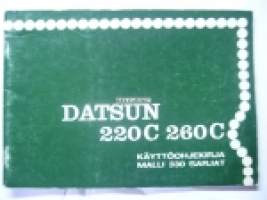 DATSUN
220C 260C
KÄYTTÖOHJEKIRJA
MALLI 330 SARJAT